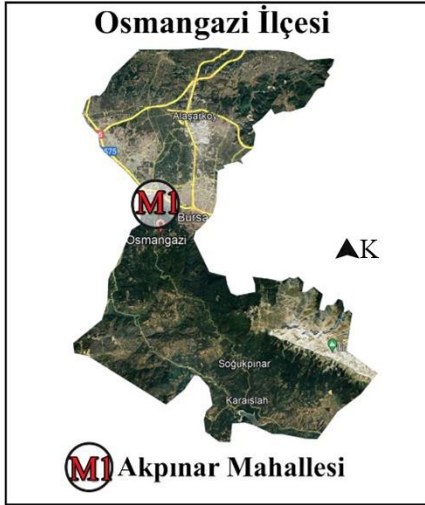 Osmangazi İlçesi
Alaşarköy
575
M1
Bursa
Osmangazi
K
Soğukpınar
Karaislah
M1 Akpınar Mahallesi